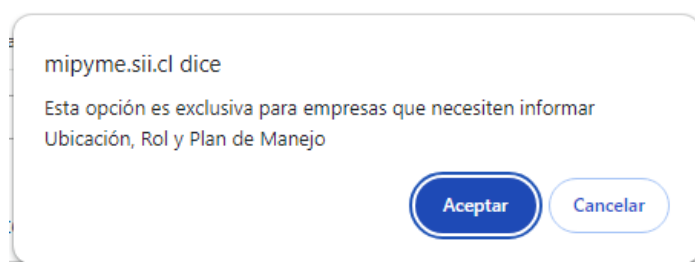 mipyme.sii.cl dice
Esta opción es exclusiva para empresas que necesiten informar
Ubicación, Rol y Plan de Manejo
Aceptar
Cancelar